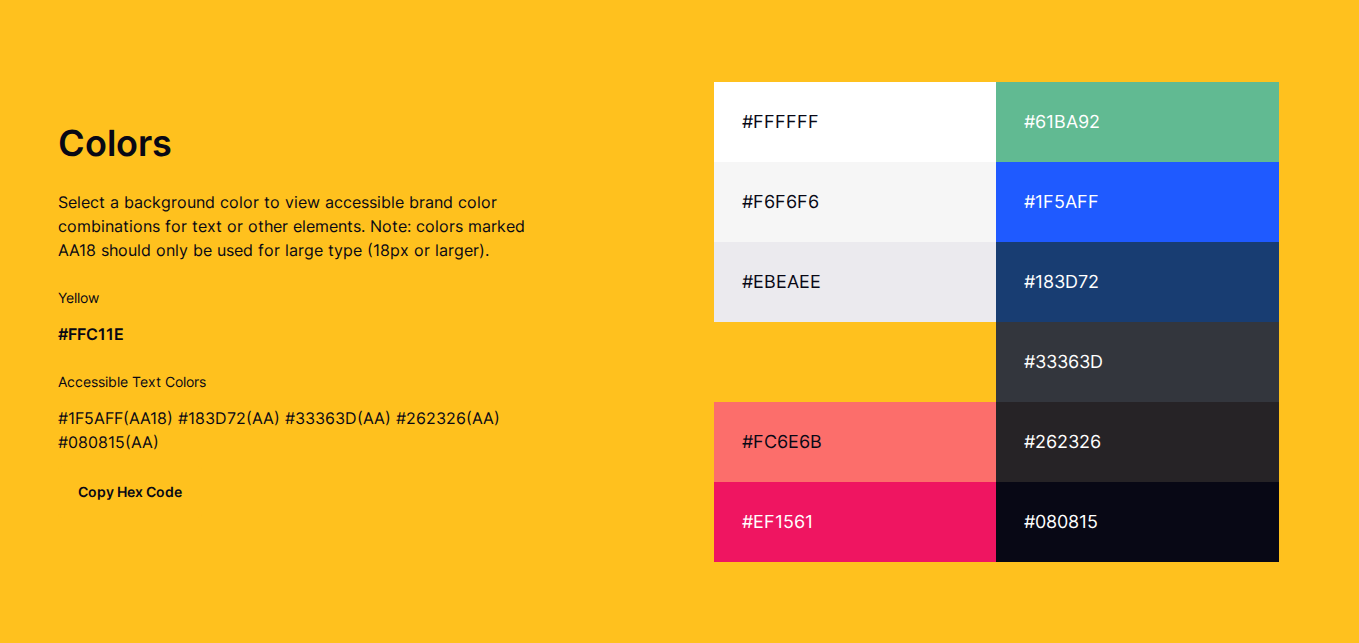 Colors
Select a background color to view accessible brand color
combinations for text or other elements. Note: colors marked
AA18 should only be used for large type (18px or larger).
Yellow
#FFC11E
Accessible Text Colors
#1F5AFF(AA18) #183D72(AA) #33363D(AA) #262326(AA)
#080815(AA)
Copy Hex Code
#FFFFFF
#61BA92
#F6F6F6
#1F5AFF
#EBEAEE
#183D72
#33363D
#FC6E6B
#262326
#EF1561
#080815